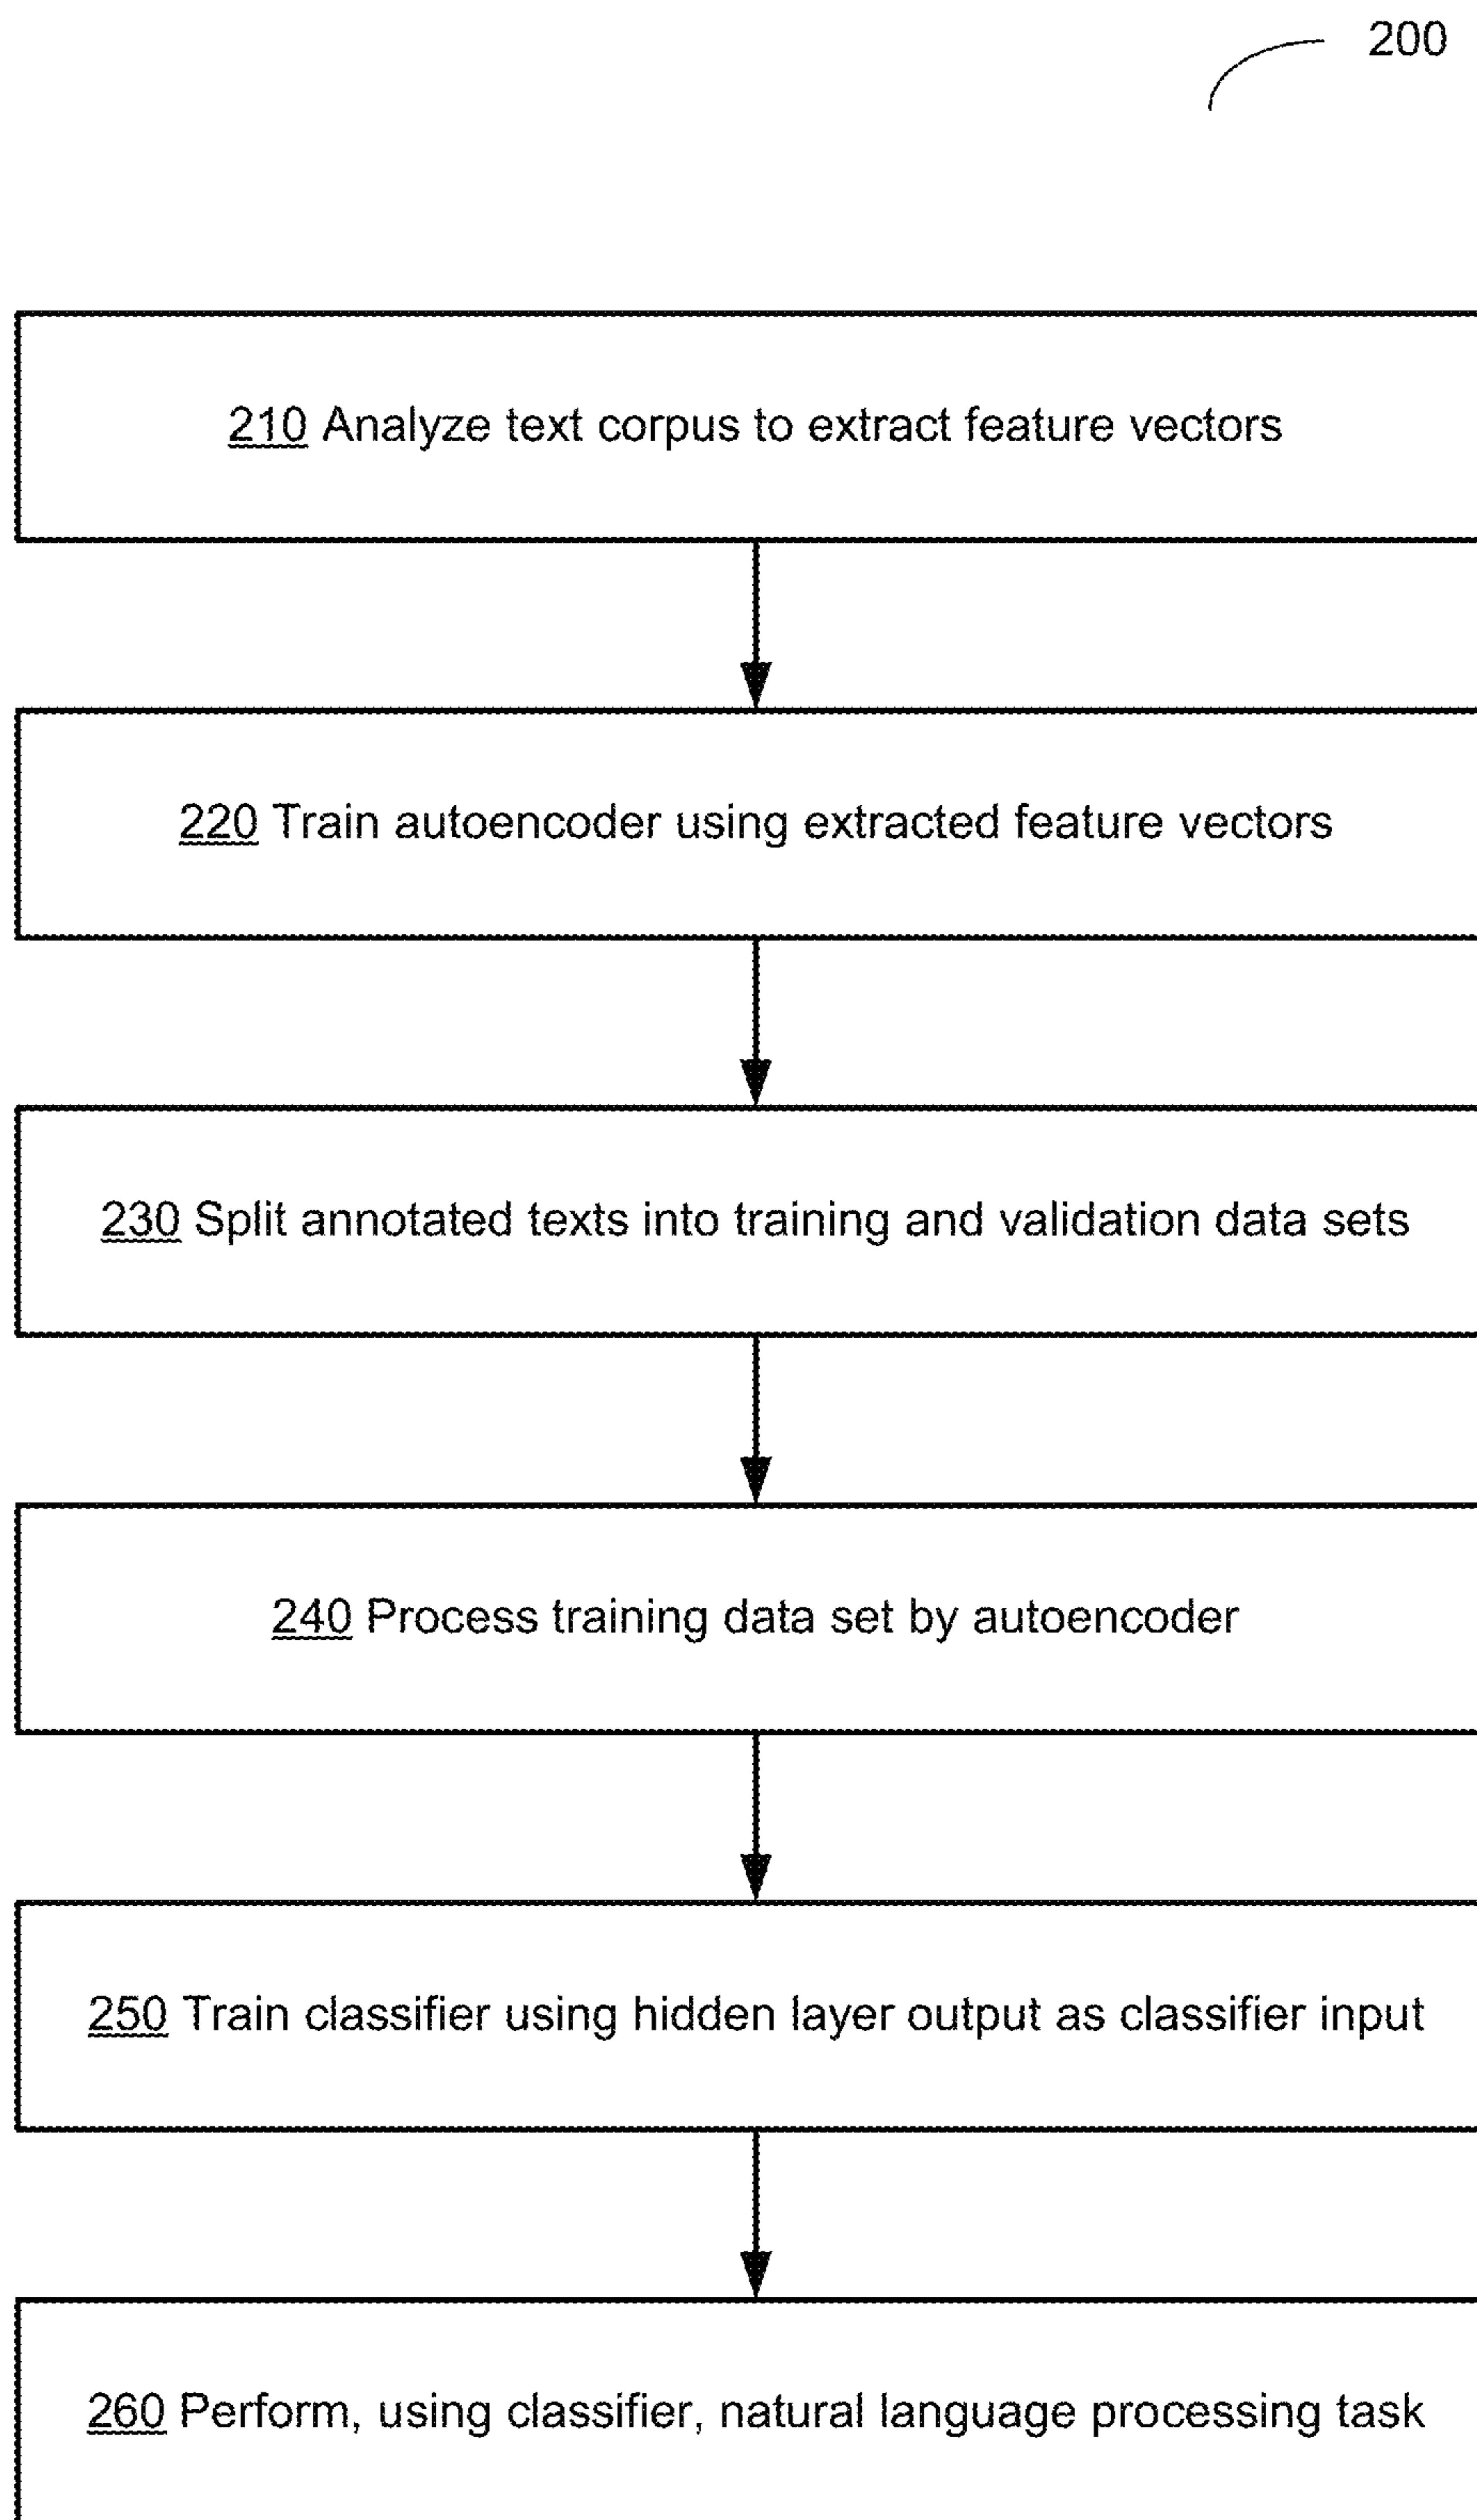 200
210 Analyze text corpus to extract feature vectors
220 Train autoencoder using extracted feature vectors
230 Split annotated texts into training and validation data sets
240 Process training data set by autoencoder
250 Train classifier using hidden layer output as classifier input
260 Perform, using classifier, natural language processing task